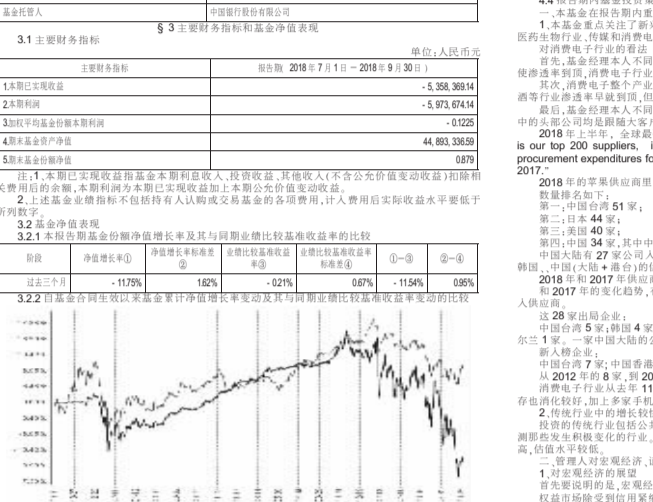 基金托管人 中国银行股份有限公司
§ 3 主要财务指标和基金净值表现
3.1 主要财务指标
单位:人民币元
主要财务指标 报告期( 2018 年 7 月 1 日 - 2018 年 9 月 30 日 )
1.本期已实现收益 - 5,358,369.14
2.本期利润 - 5,973,674.14
3.加权平均基金份额本期利润 - 0.1225
4.期末基金资产净值 44,893,336.59
5.期末基金份额净值 0.879
注:1、本期已实现收益指基金本期利息收入、投资收益、其他收入(不含公允价值变动收益)扣除相
关费用后的余额,本期利润为本期已实现收益加上本期公允价值变动收益。
2、上述基金业绩指标不包括持有人认购或交易基金的各项费用,计入费用后实际收益水平要低于
所列数字。
3.2 基金净值表现
3.2.1 本报告期基金份额净值增长率及其与同期业绩比较基准收益率的比较
阶段 净值增长率① 净值增长率标准差② 业绩比较基准收益率③ 业绩比较基准收益率标准差④ ①-③ ②-④
过去三个月 - 11.75% 1.62% - 0.21% 0.67% - 11.54% 0.95%
3.2.2 自基金合同生效以来基金累计净值增长率变动及其与同期业绩比较基准收益率变动的比较
一、本基金在报告期内重
1、本基金重点关注了新
医药生物行业、传媒和消费电
对消费电子行业的看法
首先,基金经理本人不同
使渗透率到顶,消费电子行业
其次,消费电子整个产业
酒等行业渗透率早就到顶,但
最后,基金经理本人不同
中的头部公司均是跟随大客户
2018 年上半年, 全球最
is our top 200 suppliers,
procurement expenditures fo
2017."
2018 年的苹果供应商里
数量排名如下:
第一:中国台湾 51 家;
第二:日本 44 家;
第三:美国 40 家;
第四:中国 34 家,其中中
中国大陆有 27 家公司入
韩国、中国(大陆 + 港台)的
2018 年和 2017 年供应商
和 2017 年的变化趋势,
入供应商。
这 28 家出局企业:
中国台湾 5 家;韩国 4 家
尔兰 1 家。一家中国大陆的公
新入榜企业:
中国台湾 7 家;中国香港
从 2012 年的 8 家,到 20
消费电子行业从去年 11
存也消化较好,加上多家手机
2、传统行业中的增长较快
投资的传统行业包括公共
测那些发生积极变化的行业。
高,估值水平较低。
二、管理人对宏观经济、
1、对宏观经济的展望
首先要说明的是,宏观经
权益市场除受到信用紧缩